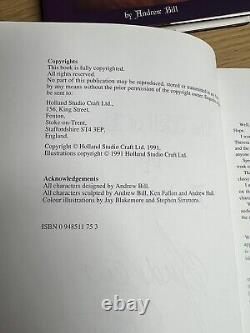 by Andrew Bill
Copyrights
This book is fully copyrighted.
All rights reserved.
No part of this publication may be reproduced, stored or transmitted in
by any means without the prior permission of the copyright owner.
be sent to:
Holland Studio Craft Ltd.,
156, King Street,
Fenton,
Stoke on Trent,
Staffordshire ST4 3EP,
England.
Copyright © Holland Studio Craft Ltd. 1991.
Illustrations copyright © 1991 Holland Studio Craft Ltd.
Acknowledgements
All characters designed by Andrew Bill.
All characters sculpted by Andrew Bill, Ken Fallon and Andrew Bill.
Colour illustrations by Jay Blakemore and Stephen Simmons.
ISBN 0 948511 75 3